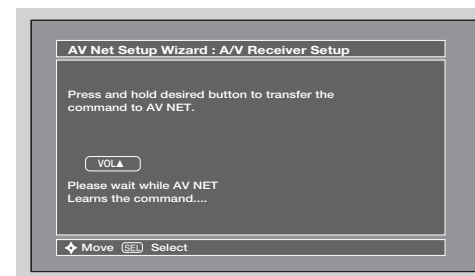 AV Net Setup Wizard : A/V Receiver Setup
Press and hold desired button to transfer the
command to AV NET.
VOL▲
Please wait while AV NET
Learns the command....
Move SEL Select